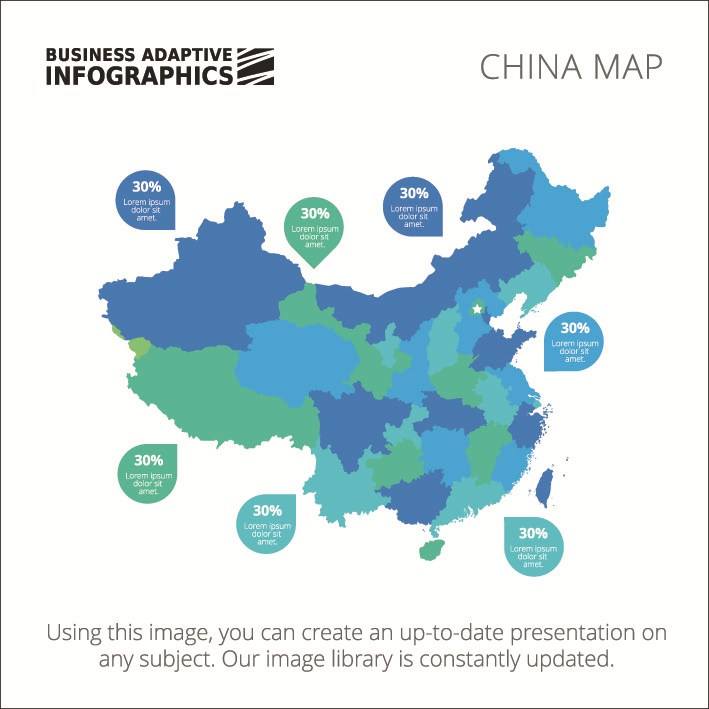 BUSINESS ADAPTIVE
INFOGRAPHICS
CHINA MAP
30%
Lorem ipsum
dolor sit
amet.
30%
Lorem ipsum
dolor sit
amet.
30%
Lorem ipsum
dolor sit
amet.
30%
Lorem ipsum
dolor sit
amet.
30%
Lorem ipsum
dolor sit
amet.
30%
Lorem ipsum
dolor sit
amet.
30%
Lorem ipsum
dolor sit
amet.
Using this image, you can create an up-to-date presentation on
any subject. Our image library is constantly updated.